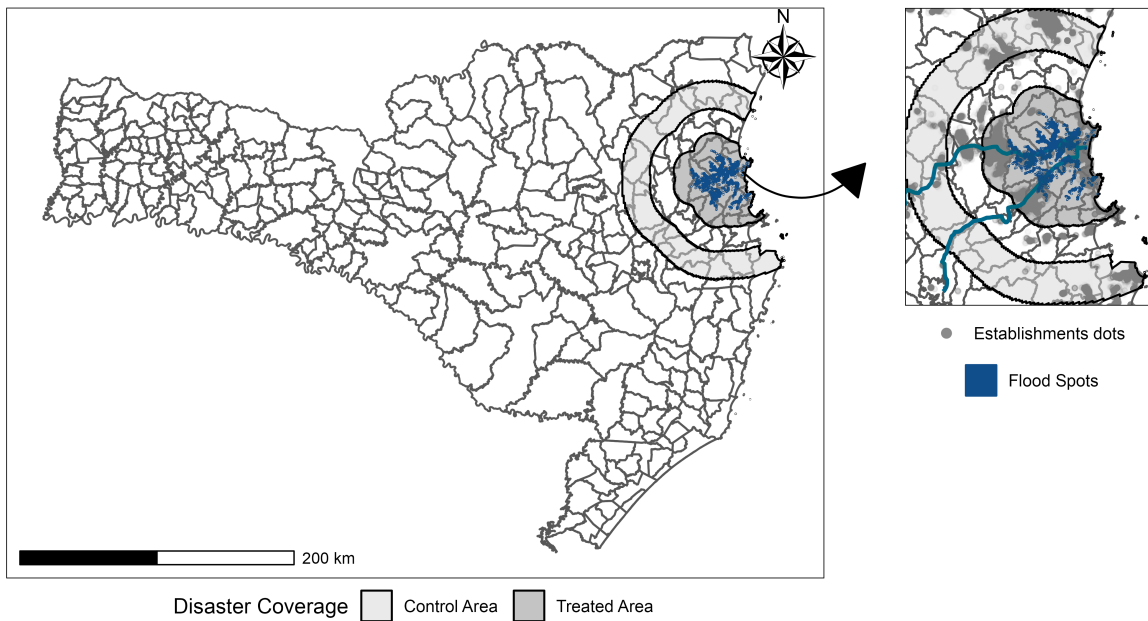 N
200 km
Establishments dots
Flood Spots
Disaster Coverage Control Area Treated Area